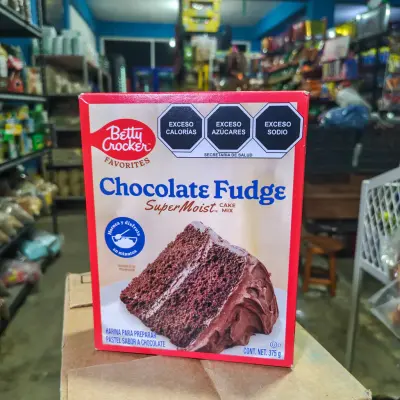 EXCESO CALORÍAS
EXCESO AZÚCARES
EXCESO SODIO
SECRETARÍA DE SALUD
Betty Crocker
FAVORITES
Chocolate Fudge
SuperMoist CAKE MIX
HARINA PARA PREPARAR
PASTEL SABOR A CHOCOLATE
CONT. NET. 375 g